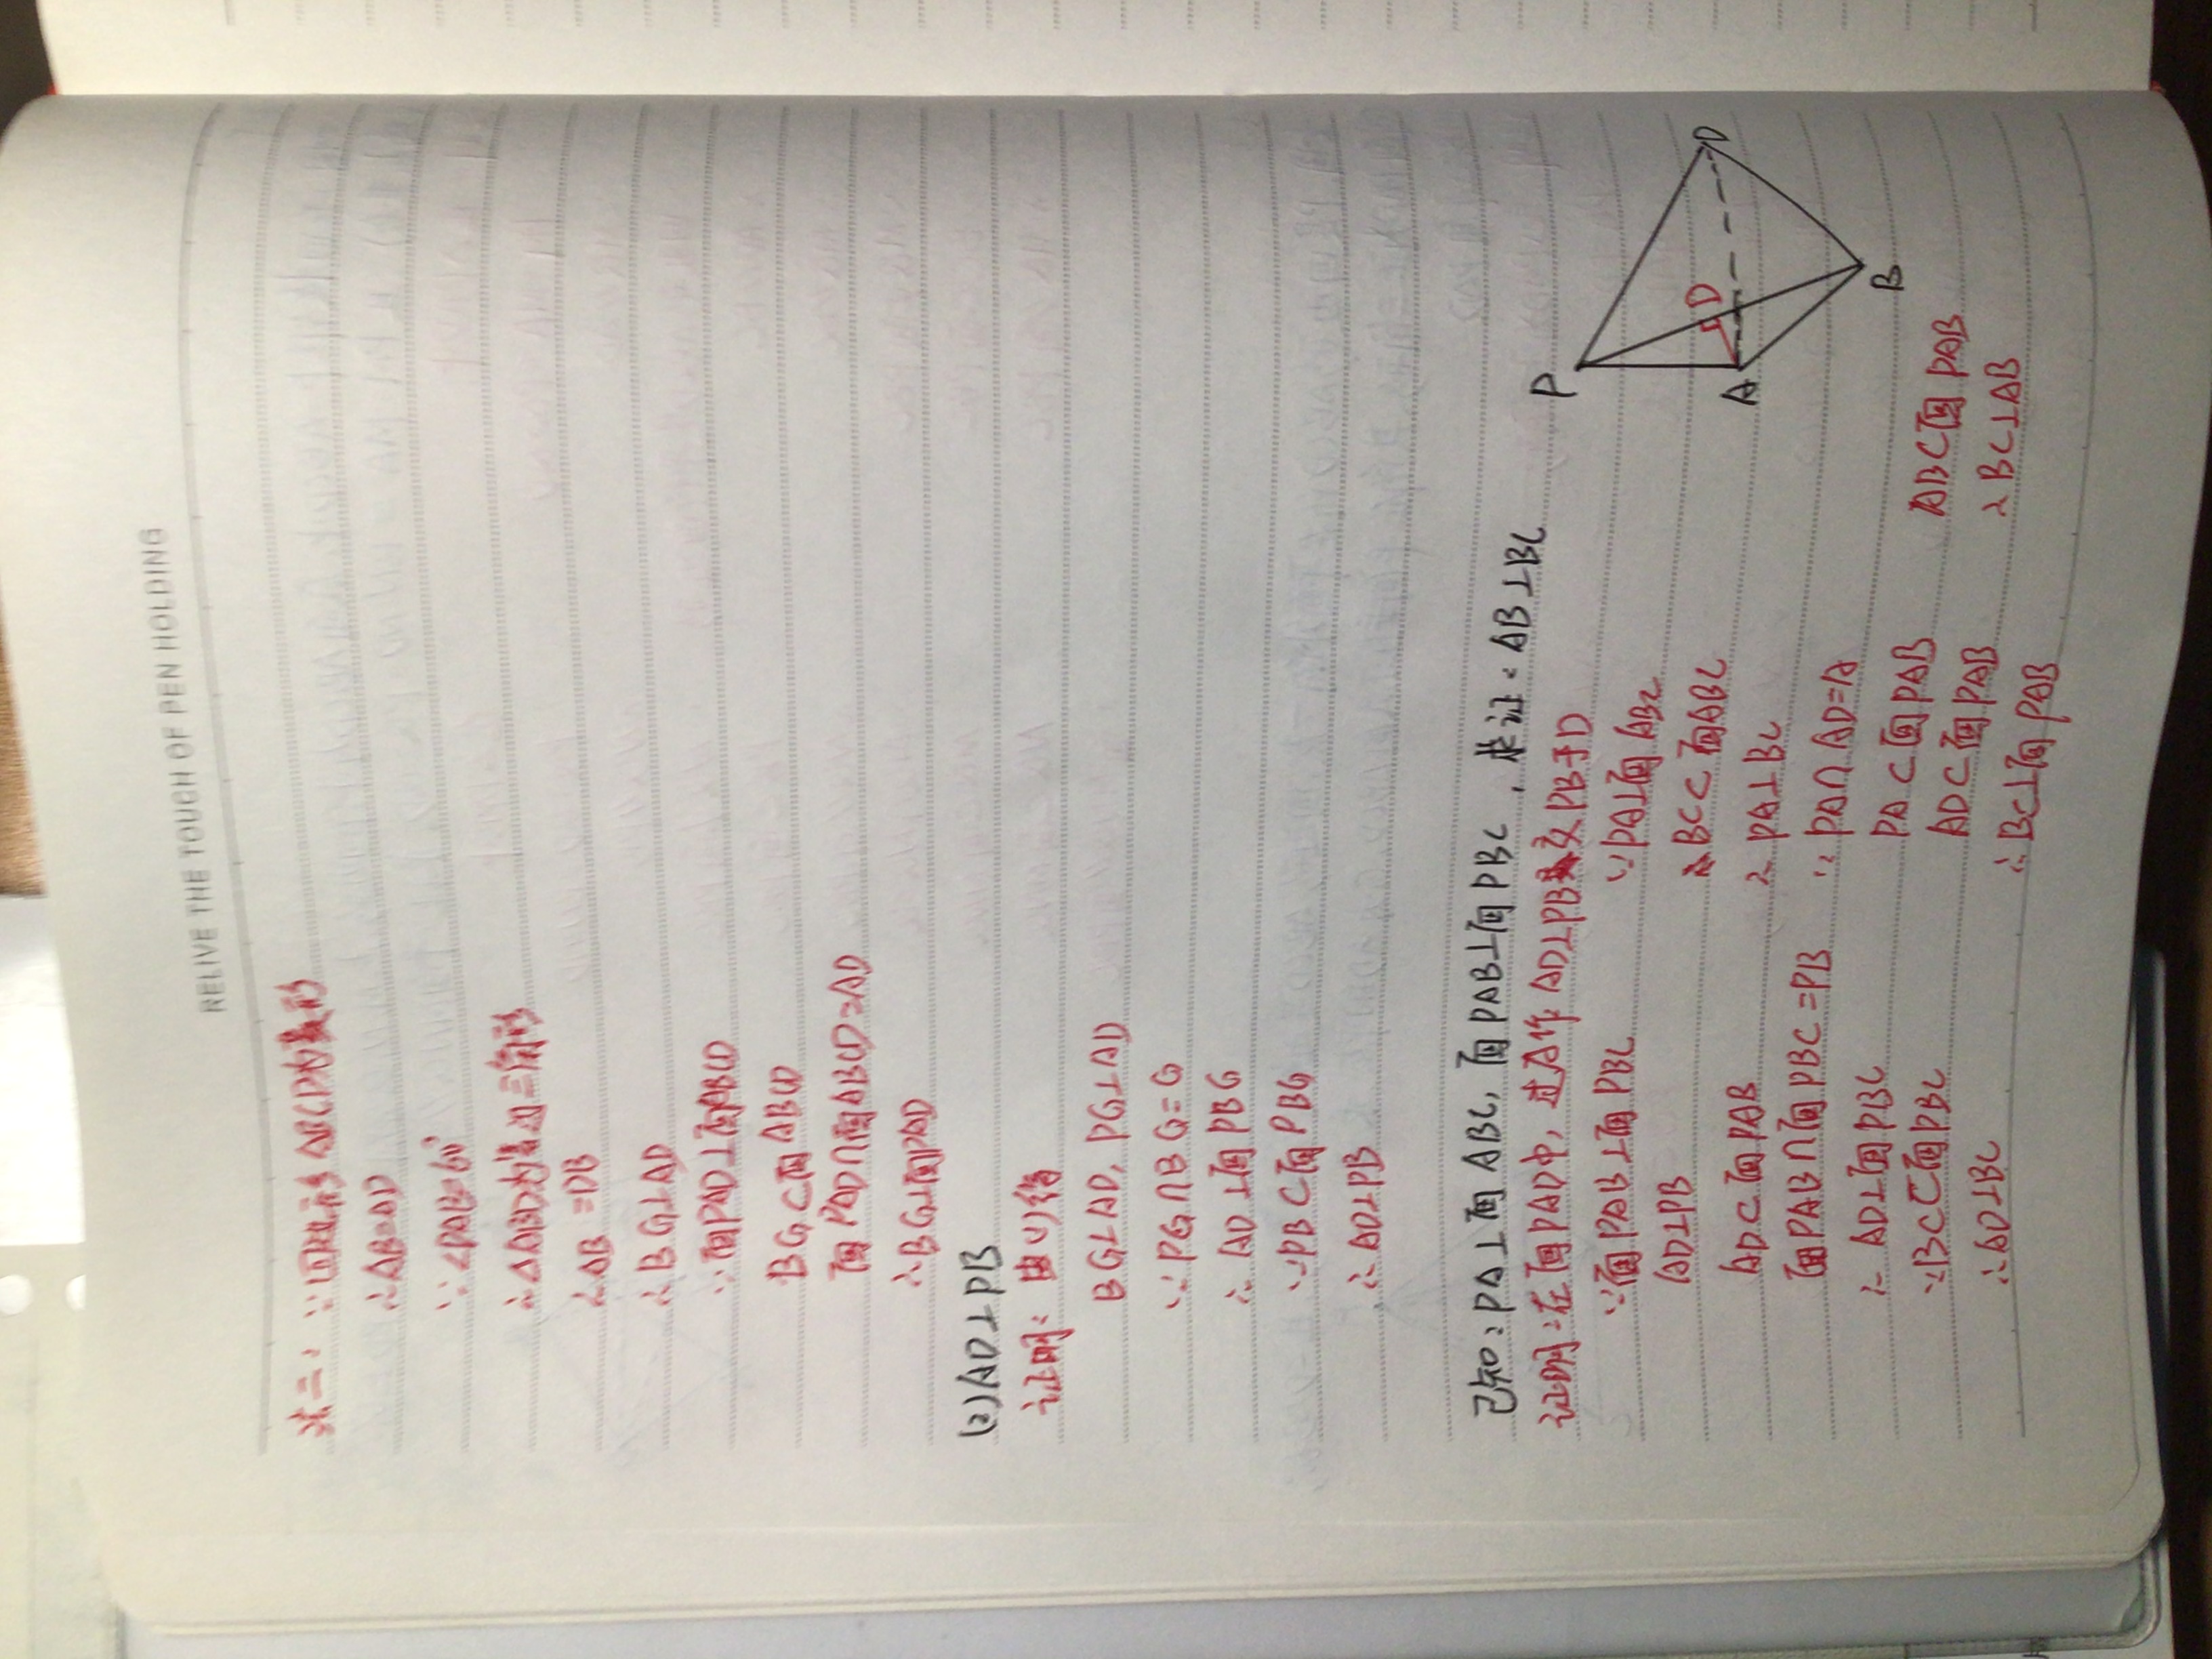 RELIVE THE TOUCH OF PEN HOLDING
法二: ∵四边形ABCD为菱形
∴AB=AD
∵∠DAB=60°
∴△ABD为等边三角形
∴AB=DB
∴BG⊥AD
∵面PAD⊥面ABCD
BG⊂面ABCD
面PAD∩面ABCD=AD
∴BG⊥面PAD
(2)AD⊥PB
证明: 由(1)得
BG⊥AD, PG⊥AD
∵PG∩BG=G
∴AD⊥面PBG
∵PB⊂面PBG
∴AD⊥PB
已知:PA⊥面ABC, 面PAB⊥面PBC, 求证:AB⊥BC
证明:在面PAD中, 过A作AD⊥PB交PB于D
∵面PAB⊥面PBC
AD⊥PB
AD⊂面PAB
面PAB∩面PBC=PB
∴AD⊥面PBC
∵BC⊂面PBC
∴AD⊥BC
∵PA⊥面ABC
BC⊂面ABC
∴PA⊥BC
∵PA∩AD=A
PA⊂面PAB
AD⊂面PAB
∴BC⊥面PAB
AB⊂面PAB
∴BC⊥AB
P
D
A
B